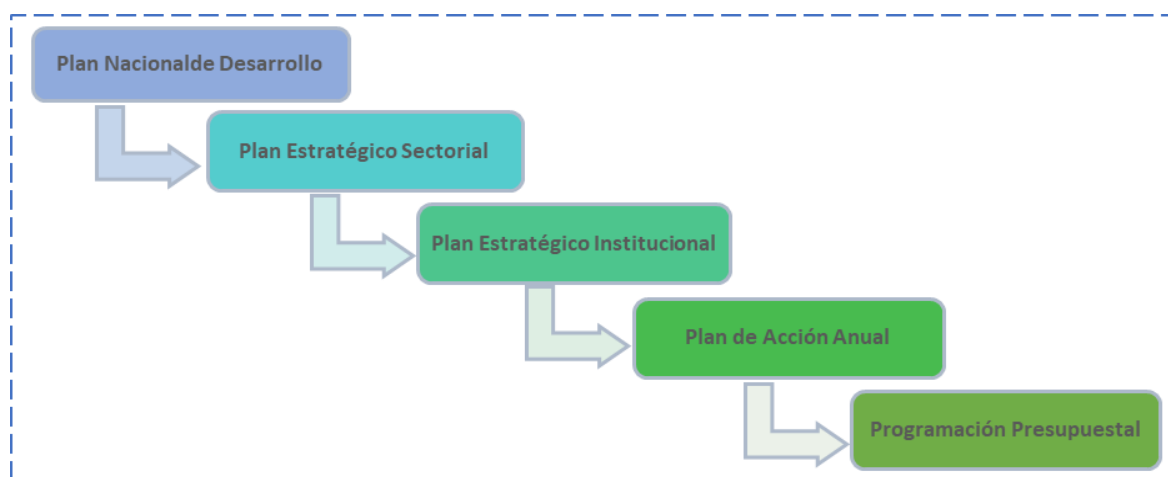 Plan Nacionalde Desarrollo
Plan Estratégico Sectorial
Plan Estratégico Institucional
Plan de Acción Anual
Programación Presupuestal